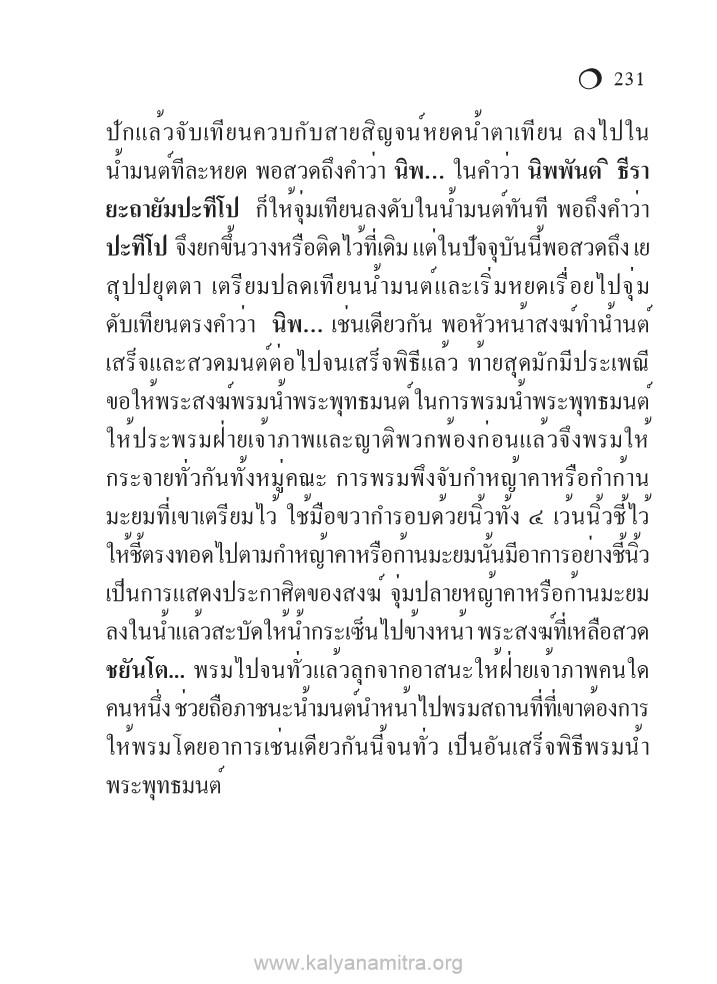 231
ปักแล้วจับเทียนควบกับสายสิญจน์หยดน้ำตาเทียน ลงไปใน
น้ำมนต์ทีละหยด พอสวดถึงคำว่า นิพ... ในคำว่า นิพพันต ิ ธีรา
ยะถายัมปะทีโป ก็ให้จุ่มเทียนลงดับในน้ำมนต์ทันที พอถึงคำว่า
ปะทีโป จึงยกขึ้นวางหรือติดไว้ที่เดิม แต่ในปัจจุบันนี้พอสวดถึง เย
สุปปยุตตา เตรียมปลดเทียนน้ำมนต์และเริ่มหยดเรื่อยไปจุ่ม
ดับเทียนตรงคำว่า นิพ... เช่นเดียวกัน พอหัวหน้าสงฆ์ทำน้ำมนต์
เสร็จและสวดมนต์ต่อไปจนเสร็จพิธีแล้ว ท้ายสุดมักมีประเพณี
ขอให้พระสงฆ์พรมน้ำพระพุทธมนต์ ในการพรมน้ำพระพุทธมนต์
ให้ประพรมฝ่ายเจ้าภาพและญาติพวกพ้องก่อนแล้วจึงพรมให้
กระจายทั่วกันทั้งหมู่คณะ การพรมพึงจับกำหญ้าคาหรือกำก้าน
มะยมที่เขาเตรียมไว้ ใช้มือขวากำรอบด้วยนิ้วทั้ง ๔ เว้นนิ้วชี้ไว้
ให้ชี้ตรงทอดไปตามกำหญ้าคาหรือก้านมะยมนั้นมีอาการอย่างชี้นิ้ว
เป็นการแสดงประกาศิตของสงฆ์ จุ่มปลายหญ้าคาหรือก้านมะยม
ลงในน้ำแล้วสะบัดให้น้ำกระเซ็นไปข้างหน้า พระสงฆ์ที่เหลือสวด
ชยันโต... พรมไปจนทั่วแล้วลุกจากอาสนะให้ฝ่ายเจ้าภาพคนใด
คนหนึ่ง ช่วยถือภาชนะน้ำมนต์นำหน้าไปพรมสถานที่ที่เขาต้องการ
ให้พรม โดยอาการเช่นเดียวกันนี้จนทั่ว เป็นอันเสร็จพิธีพรมน้ำ
พระพุทธมนต์
www.kalyanamitra.org